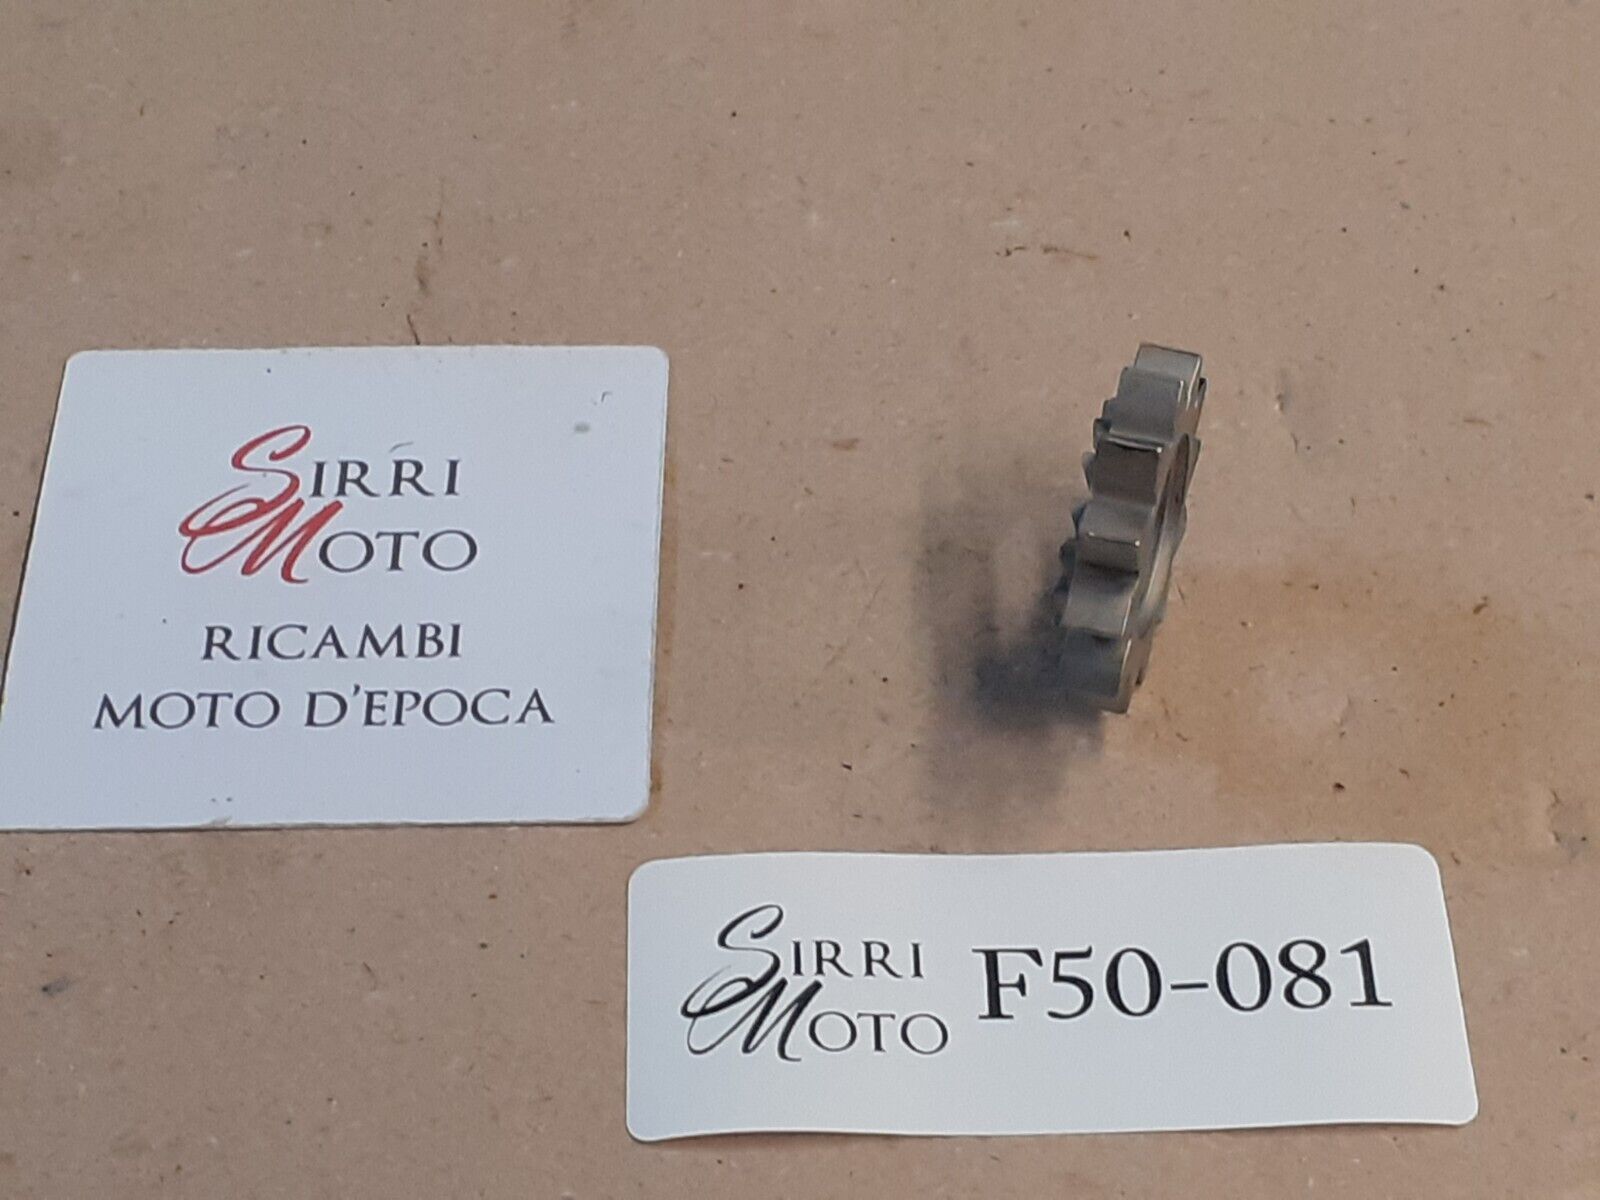 SIRRI
MOTO
RICAMBI
MOTO D'EPOCA
SIRRI
MOTO
F50-081